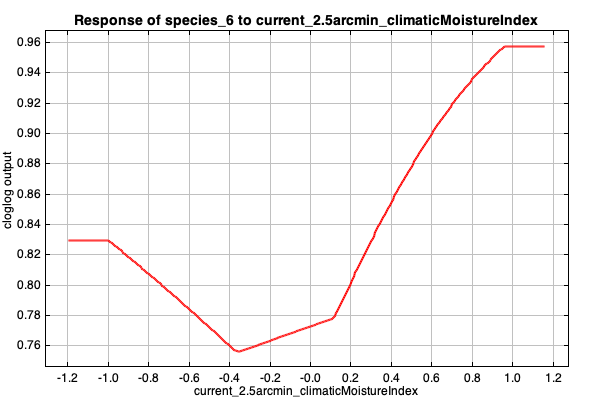 Response of species_6 to current_2.5arcmin_climaticMoistureIndex
0.96
0.94
0.92
0.90
0.88
0.86
0.84
0.82
0.80
0.78
0.76
cloglog output
-1.2 -1.0 -0.8 -0.6 -0.4 -0.2 -0.0 0.2 0.4 0.6 0.8 1.0 1.2
current_2.5arcmin_climaticMoistureIndex